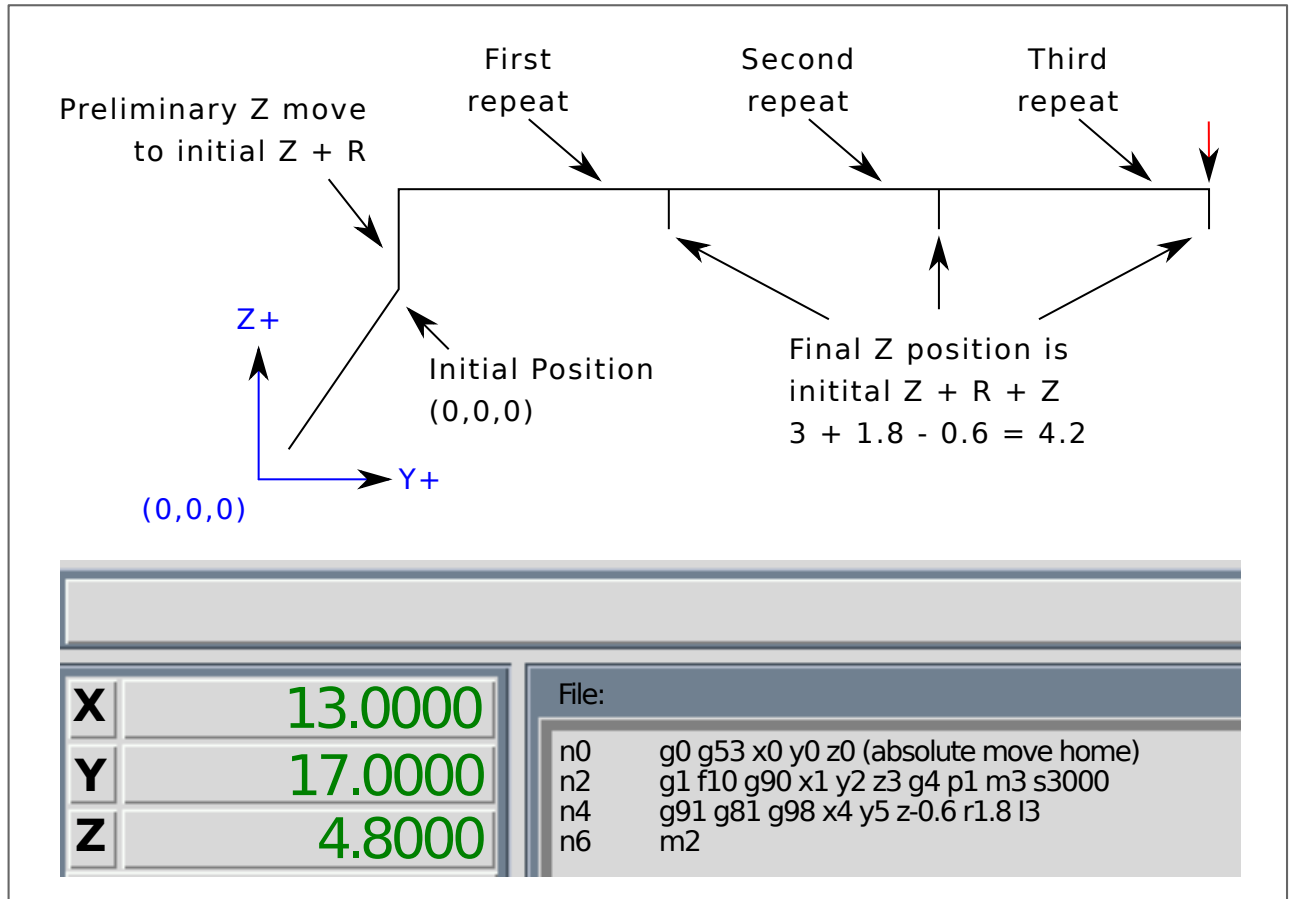 First
repeat
Second
repeat
Third
repeat
Preliminary Z move
to initial Z + R
Z+
Initial Position
(0,0,0)
Final Z position is
initital Z + R + Z
3 + 1.8 - 0.6 = 4.2
Y+
(0,0,0)
X 13.0000
Y 17.0000
Z 4.8000
File:
n0 g0 g53 x0 y0 z0 (absolute move home)
n2 g1 f10 g90 x1 y2 z3 g4 p1 m3 s3000
n4 g91 g81 g98 x4 y5 z-0.6 r1.8 l3
n6 m2